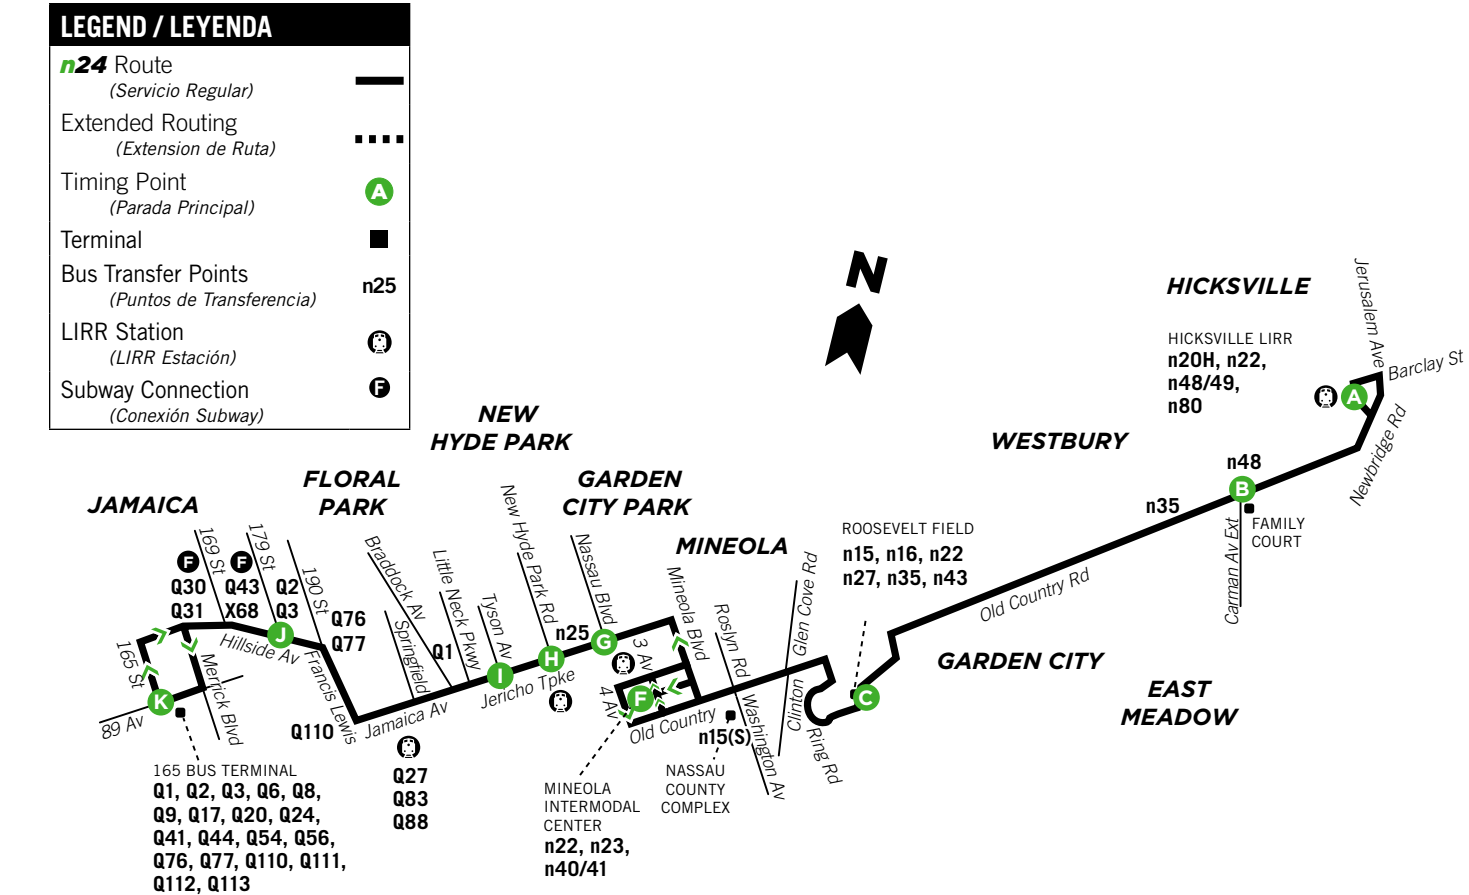 LEGEND / LEYENDA
n24 Route
(Servicio Regular)
Extended Routing
(Extension de Ruta)
Timing Point
(Parada Principal)
A
Terminal
Bus Transfer Points
(Puntos de Transferencia)
n25
LIRR Station
(LIRR Estación)
Subway Connection
(Conexión Subway)
F
N
HICKSVILLE
HICKSVILLE LIRR
n20H, n22,
n48/49,
n80
Jerusalem Ave
Barclay St
A
Newbridge Rd
WESTBURY
n48
B
n35
FAMILY
COURT
Carman Av Ext
Old Country Rd
ROOSEVELT FIELD
n15, n16, n22
n27, n35, n43
GARDEN CITY
EAST
MEADOW
C
NEW
HYDE PARK
GARDEN
CITY PARK
MINEOLA
FLORAL
PARK
JAMAICA
169 St
179 St
190 St
F
F
Q30
Q31
Q43
X68
Q2
Q3
Q76
Q77
J
Hillside Av
165 St
Merrick Blvd
K
89 Av
Francis Lewis
Q110
Jamaica Av
Braddock Av
Springfield
Little Neck Pkwy
Q1
Tyson Av
I
Jericho Tpke
New Hyde Park Rd
H
n25
Nassau Blvd
G
3 Av
4 Av
F
Mineola Blvd
Old Country
Roslyn Rd
Washington Av
Glen Cove Rd
Clinton
Ring Rd
n15(S)
NASSAU
COUNTY
COMPLEX
MINEOLA
INTERMODAL
CENTER
n22, n23,
n40/41
Q27
Q83
Q88
165 BUS TERMINAL
Q1, Q2, Q3, Q6, Q8,
Q9, Q17, Q20, Q24,
Q41, Q44, Q54, Q56,
Q76, Q77, Q110, Q111,
Q112, Q113